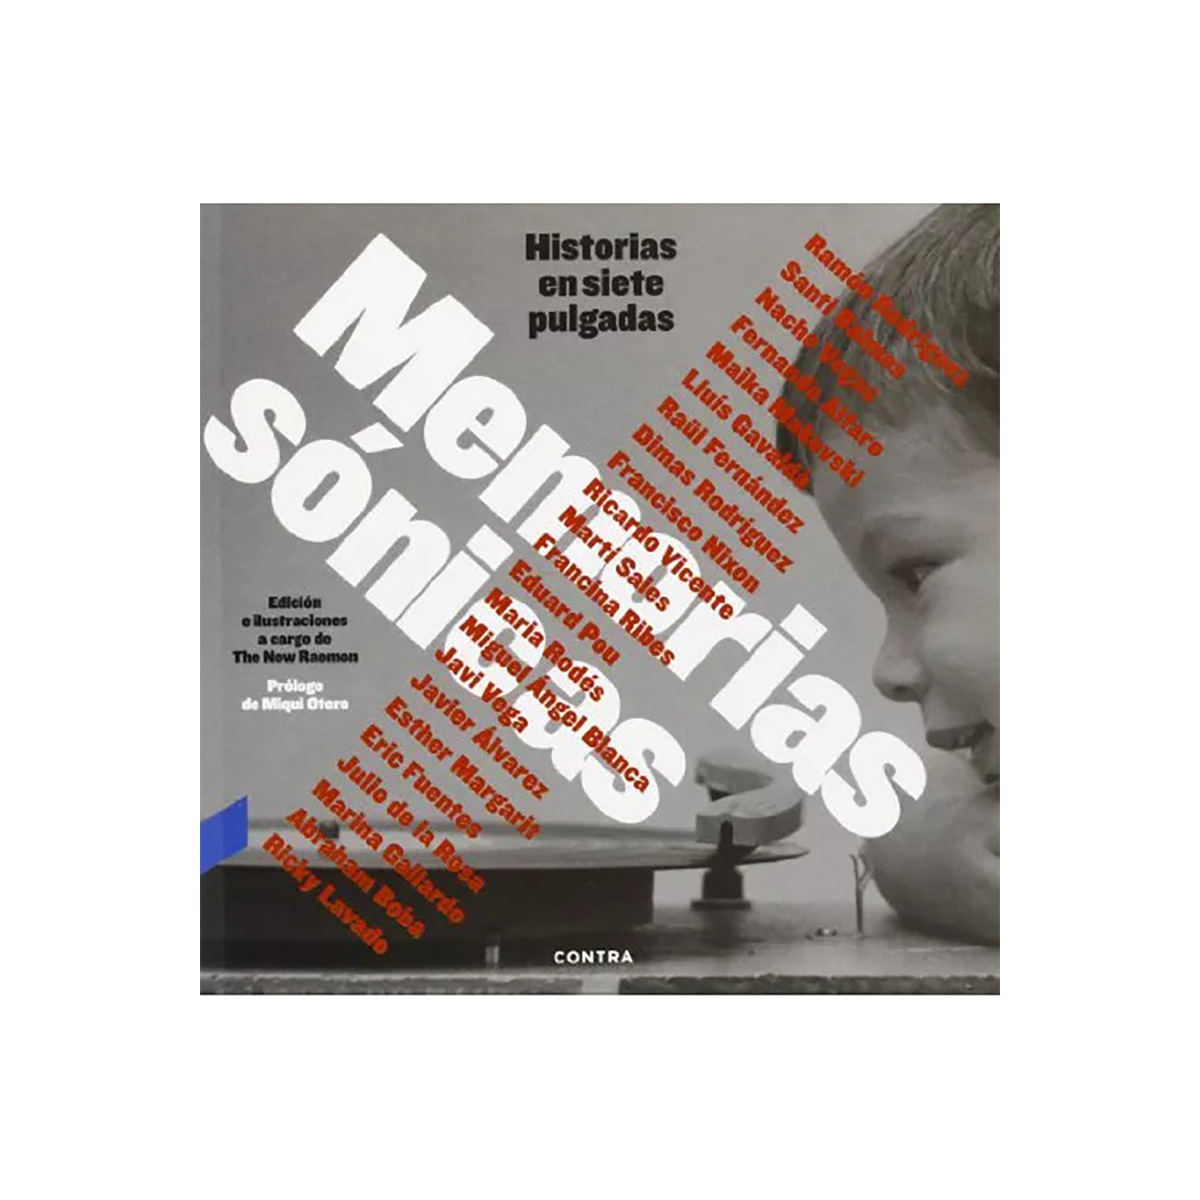 Historias
en siete
pulgadas
Memorias
sónicas
Ramón Rodríguez
Santi Balmes
Nacho Vegas
Fernando Alfaro
Maika Makovski
Lluís Gavaldà
Raül Fernández
Dimas Rodríguez
Francisco Nixon
Ricardo Vicente
Martí Sales
Francina Ribes
Eduard Pou
Maria Rodés
Miguel Ángel Blanca
Javi Vega
Javier Álvarez
Esther Margarit
Eric Fuentes
Julio de la Rosa
Marina Gallardo
Abraham Boba
Ricky Lavado
Edición
e ilustraciones
a cargo de
The New Raemon
Prólogo
de Miqui Otero
CONTRA